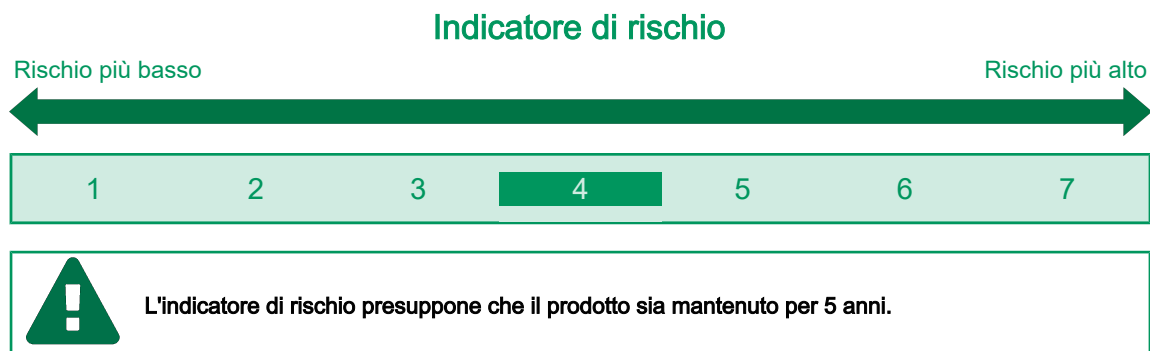 Indicatore di rischio
Rischio più basso Rischio più alto
1 2 3 4 5 6 7
L'indicatore di rischio presuppone che il prodotto sia mantenuto per 5 anni.